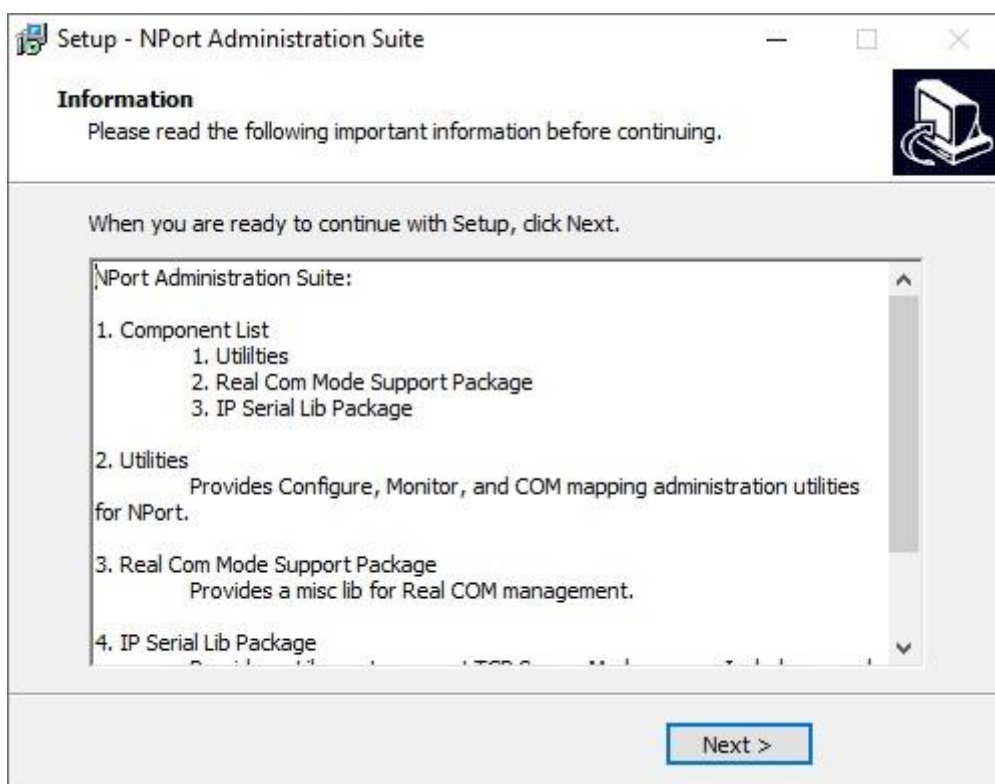 Setup - NPort Administration Suite
Information
Please read the following important information before continuing.
When you are ready to continue with Setup, click Next.
NPort Administration Suite:
1. Component List
1. Utililties
2. Real Com Mode Support Package
3. IP Serial Lib Package
2. Utilities
Provides Configure, Monitor, and COM mapping administration utilities
for NPort.
3. Real Com Mode Support Package
Provides a misc lib for Real COM management.
4. IP Serial Lib Package
Next >